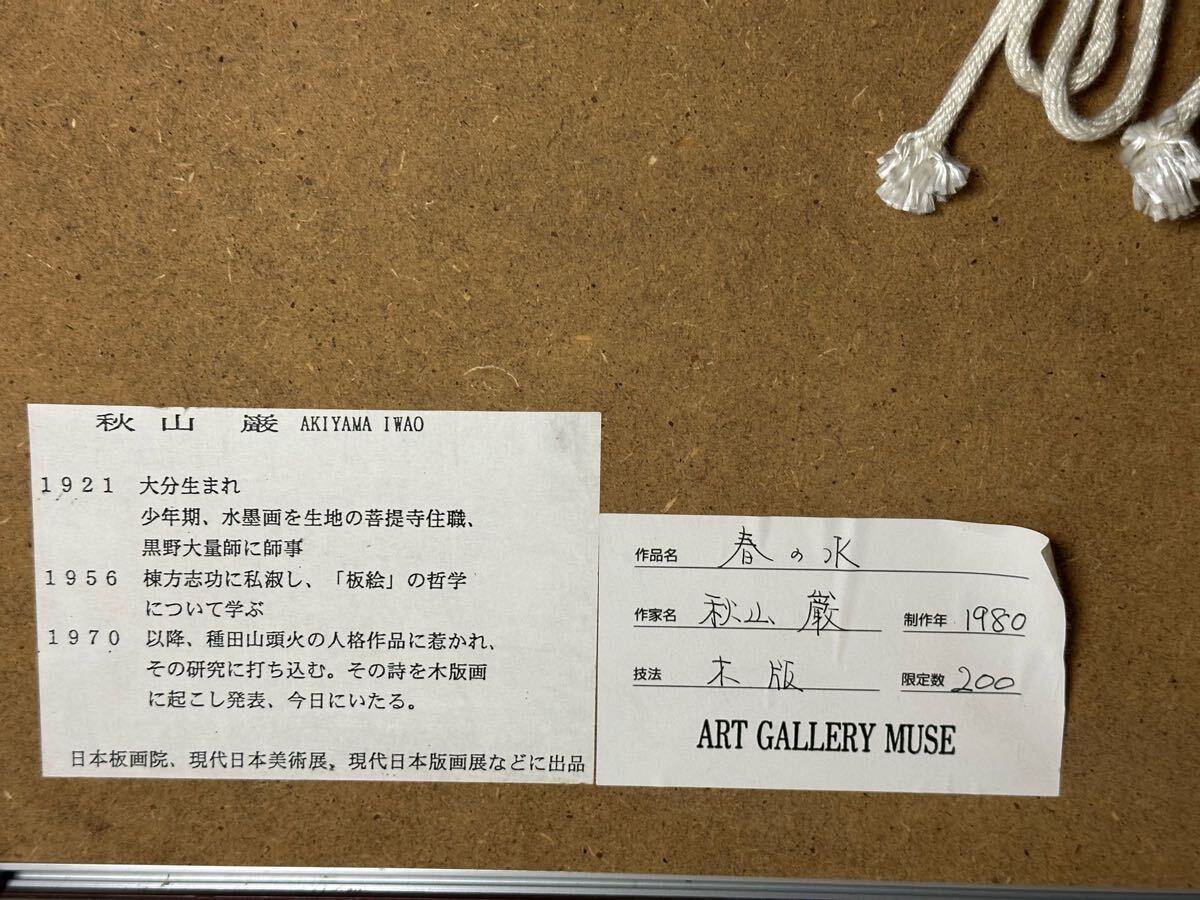 秋山 巌 AKIYAMA IWAO
1921 大分生まれ
少年期、水墨画を生地の菩提寺住職、
黒野大量師に師事
1956 棟方志功に私淑し、「板絵」の哲学
について学ぶ
1970 以降、種田山頭火の人格作品に惹かれ、
その研究に打ち込む。その詩を木版画
に起こし発表、今日にいたる。
日本板画院、現代日本美術展、現代日本版画展などに出品
作品名 春の水
作家名 秋山 厳 制作年 1980
技法 木版 限定数 200
ART GALLERY MUSE